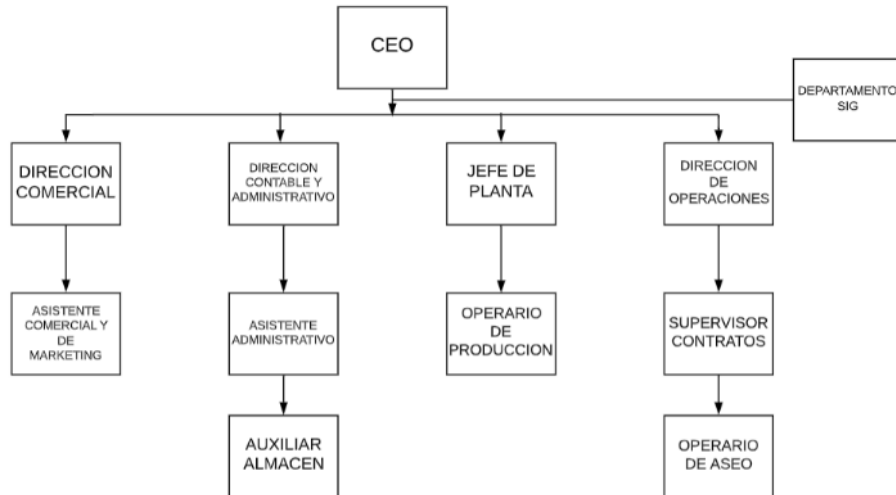 CEO
DEPARTAMENTO
SIG
DIRECCION
COMERCIAL
DIRECCION
CONTABLE Y
ADMINISTRATIVO
JEFE DE
PLANTA
DIRECCION
DE
OPERACIONES
ASISTENTE
COMERCIAL Y
DE
MARKETING
ASISTENTE
ADMINISTRATIVO
OPERARIO
DE
PRODUCCION
SUPERVISOR
CONTRATOS
AUXILIAR
ALMACEN
OPERARIO
DE ASEO